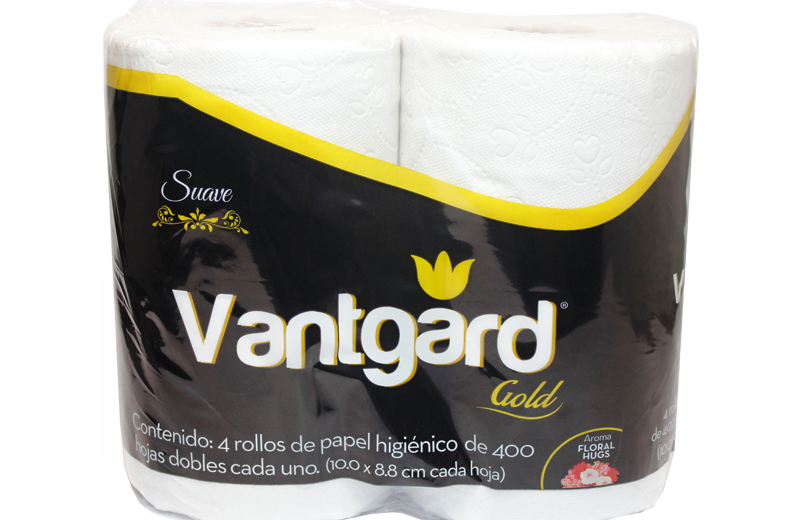 Suave
Vantgard®
Gold
Contenido: 4 rollos de papel higiénico de 400
hojas dobles cada uno. (10.0 x 8.8 cm cada hoja)
Aroma
FLORAL
HUGS